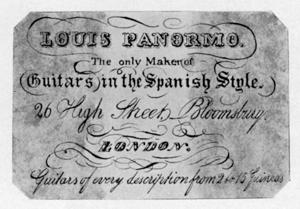 LOUIS PANORMO.
The only Maker of
(Guitars) in the Spanish Style.
26 High Street, Bloomsbury,
LONDON.
Guitars of every description from 2 to 15 Guineas